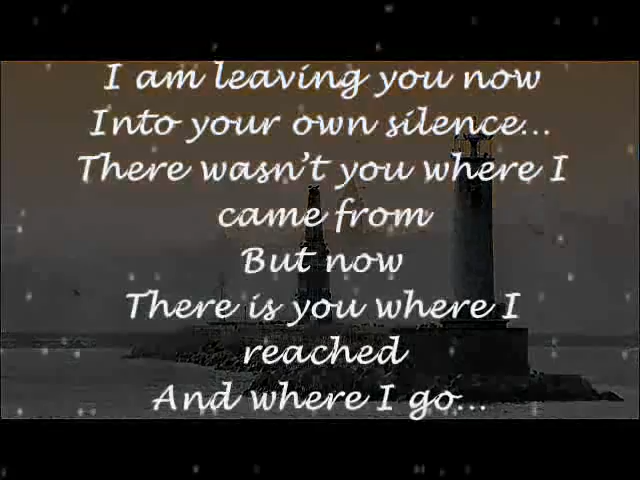 I am leaving you now
Into your own silence...
There wasn't you where I
came from
But now
There is you where I
reached
And where I go...